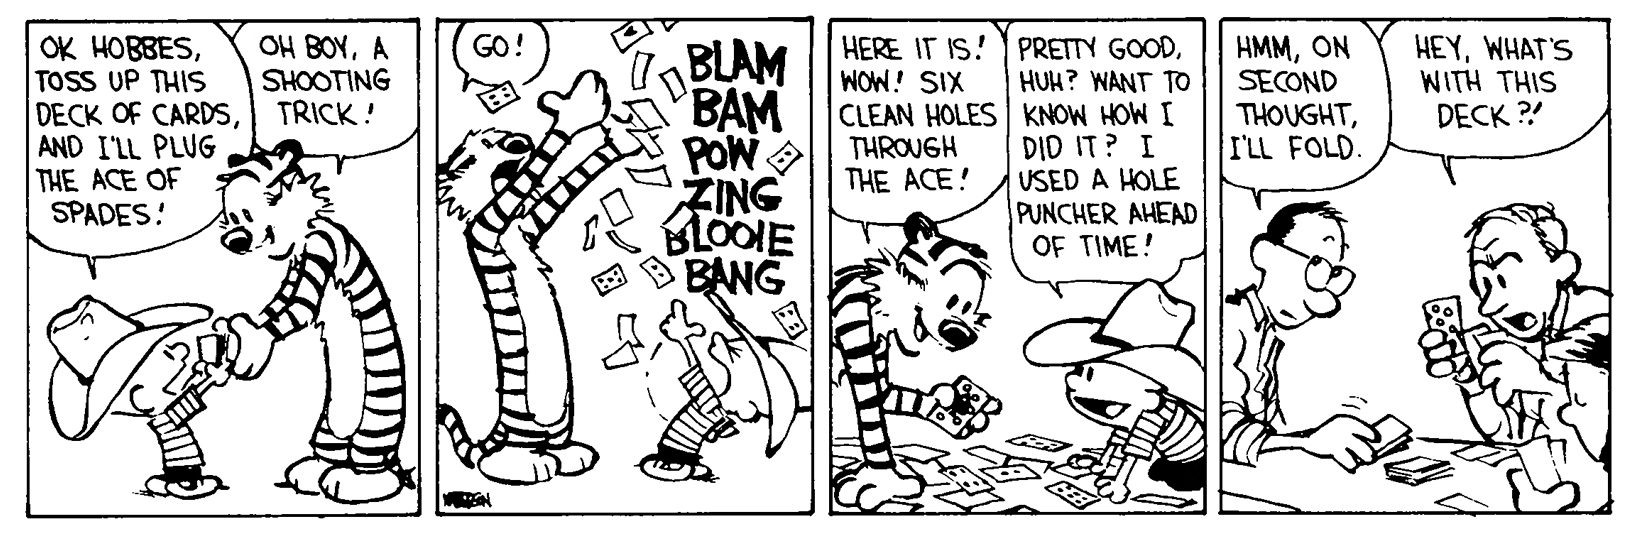 OK HOBBES,
TOSS UP THIS
DECK OF CARDS,
AND I'LL PLUG
THE ACE OF
SPADES!
OH BOY, A
SHOOTING
TRICK!
GO!
BLAM
BAM
POW
ZING
BLOOIE
BANG
HERE IT IS!
WOW! SIX
CLEAN HOLES
THROUGH
THE ACE!
PRETTY GOOD,
HUH? WANT TO
KNOW HOW I
DID IT? I
USED A HOLE
PUNCHER AHEAD
OF TIME!
HMM, ON
SECOND
THOUGHT,
I'LL FOLD.
HEY, WHAT'S
WITH THIS
DECK?!